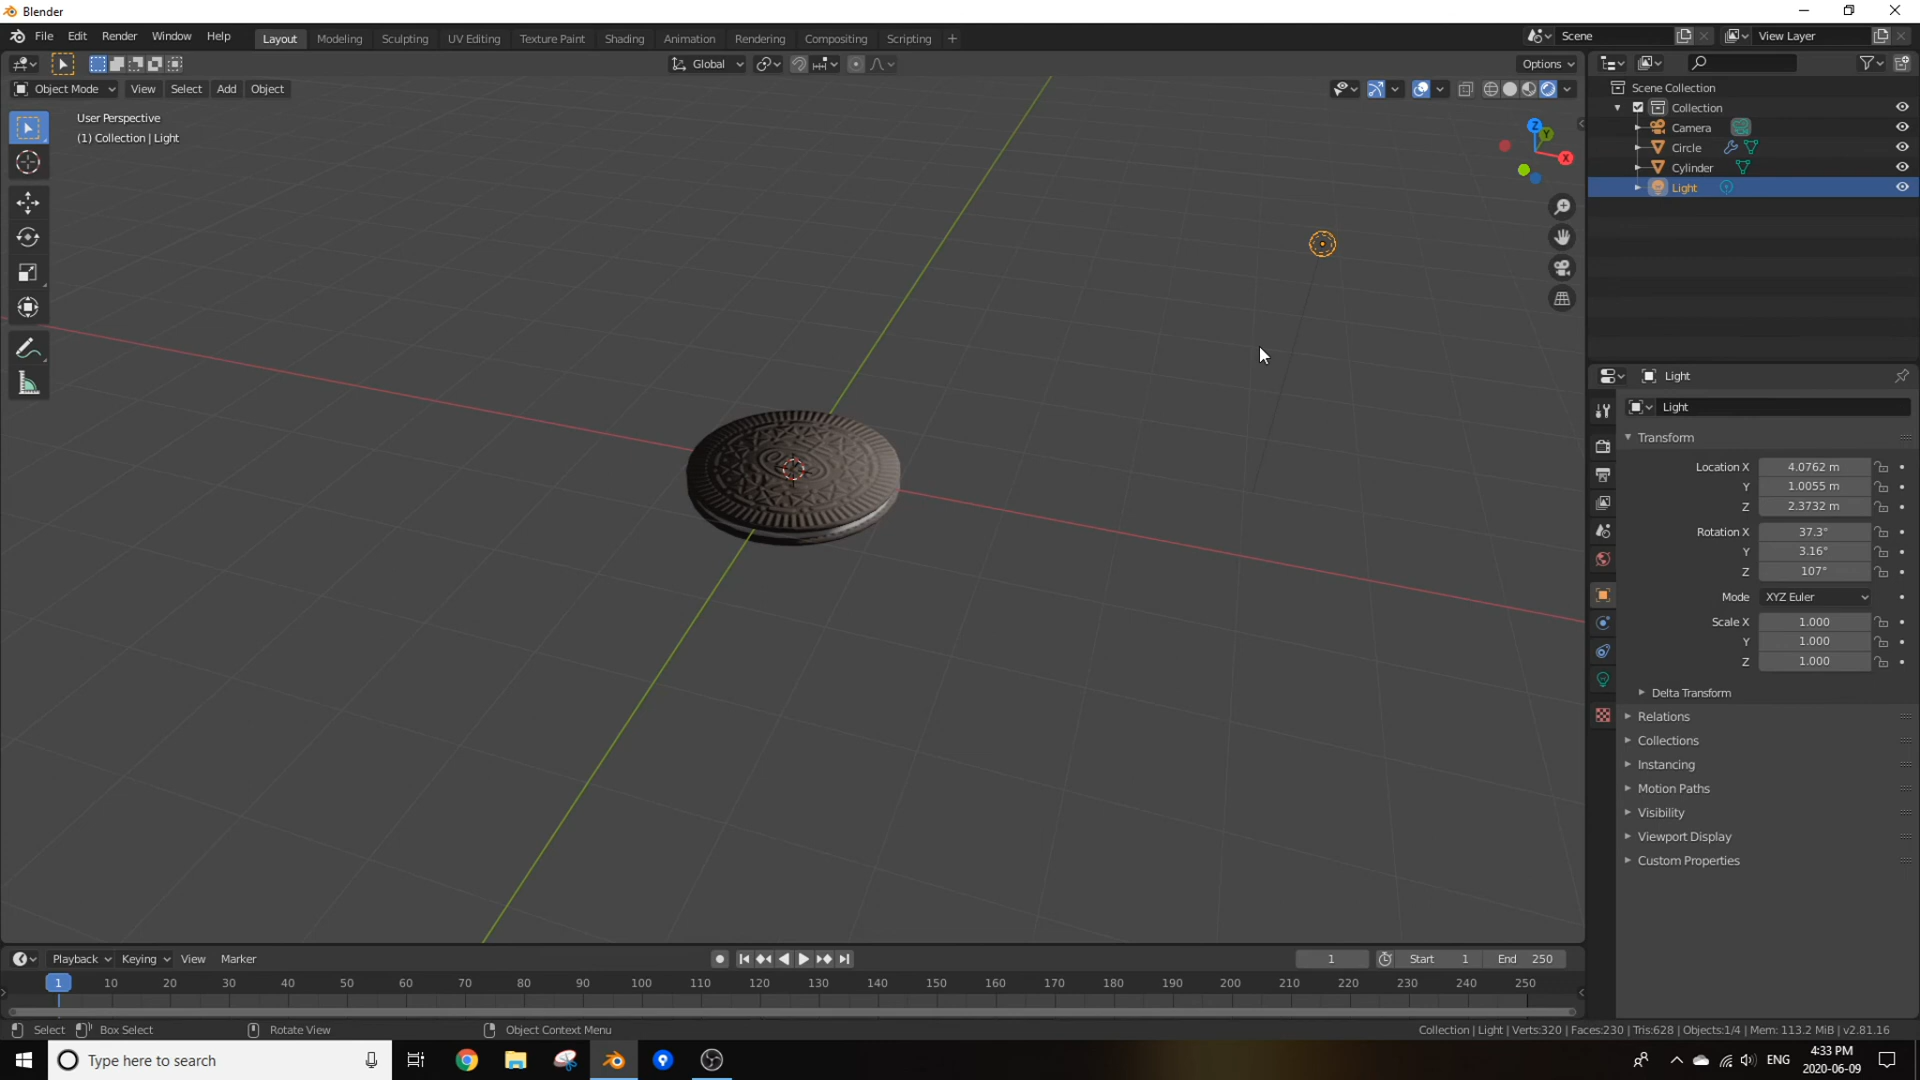 Blender
File Edit Render Window Help Layout Modeling Sculpting UV Editing Texture Paint Shading Animation Rendering Compositing Scripting + Scene View Layer
Global Options
Object Mode View Select Add Object
User Perspective
(1) Collection | Light
Z
Y
X
Scene Collection
Collection
Camera
Circle
Cylinder
Light
Light
Light
Transform
Location X 4.0762 m
Y 1.0055 m
Z 2.3732 m
Rotation X 37.3°
Y 3.16°
Z 107°
Mode XYZ Euler
Scale X 1.000
Y 1.000
Z 1.000
Delta Transform
Relations
Collections
Instancing
Motion Paths
Visibility
Viewport Display
Custom Properties
Playback Keying View Marker 1 Start 1 End 250
1 10 20 30 40 50 60 70 80 90 100 110 120 130 140 150 160 170 180 190 200 210 220 230 240 250
Select Box Select Rotate View Object Context Menu Collection | Light | Verts:320 | Faces:230 | Tris:628 | Objects:1/4 | Mem: 113.2 MiB | v2.81.16
Type here to search ENG 4:33 PM
2020-06-09